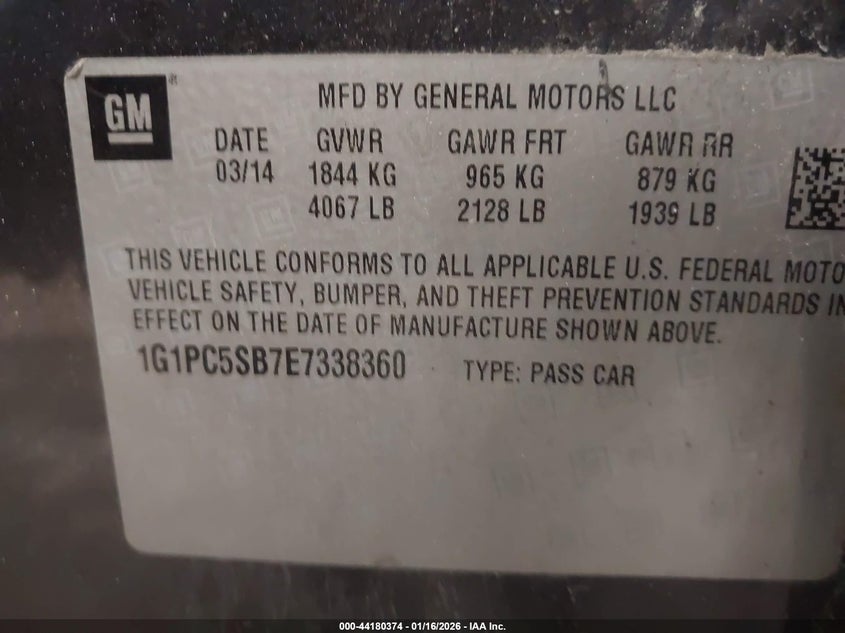 GM®
MFD BY GENERAL MOTORS LLC
DATE GVWR GAWR FRT GAWR RR
03/14 1844 KG 965 KG 879 KG
4067 LB 2128 LB 1939 LB
THIS VEHICLE CONFORMS TO ALL APPLICABLE U.S. FEDERAL MOTO
VEHICLE SAFETY, BUMPER, AND THEFT PREVENTION STANDARDS IN
EFFECT ON THE DATE OF MANUFACTURE SHOWN ABOVE.
1G1PC5SB7E7338360 TYPE: PASS CAR
000-44180374 - 01/16/2026 - IAA Inc.